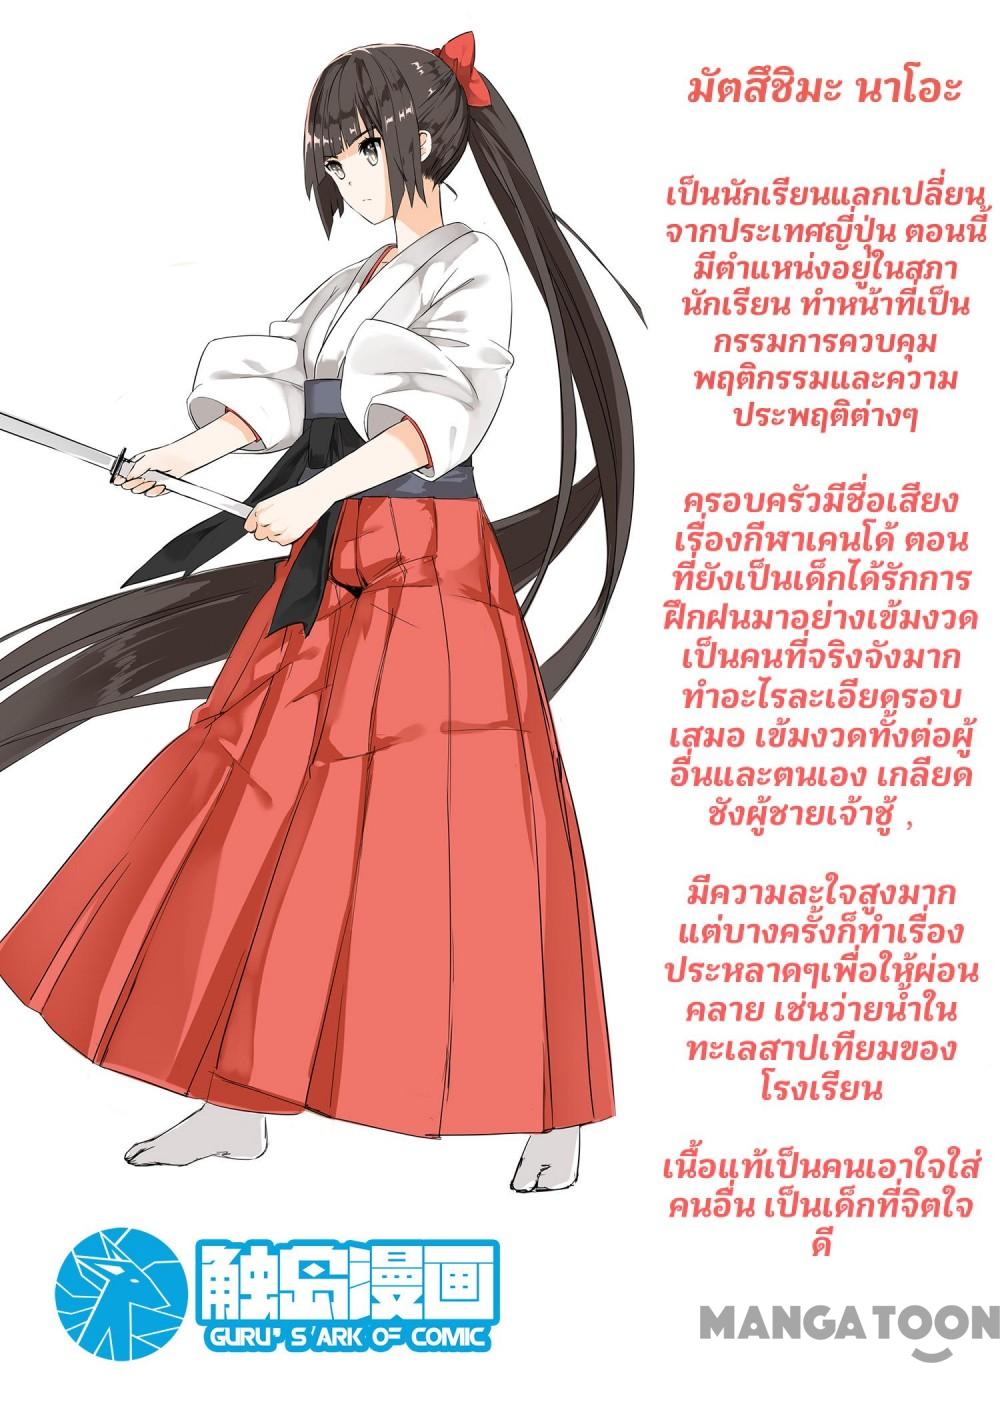 มัตสึชิมะ นาโอะ
เป็นนักเรียนแลกเปลี่ยน
จากประเทศญี่ปุ่น ตอนนี้
มีตำแหน่งอยู่ในสภา
นักเรียน ทำหน้าที่เป็น
กรรมการควบคุม
พฤติกรรมและความ
ประพฤติต่างๆ
ครอบครัวมีชื่อเสียง
เรื่องกีฬาเคนโด้ ตอน
ที่ยังเป็นเด็กได้รักการ
ฝึกฝนมาอย่างเข้มงวด
เป็นคนที่จริงจังมาก
ทำอะไรละเอียดรอบ
เสมอ เข้มงวดทั้งต่อผู้
อื่นและตนเอง เกลียด
ชังผู้ชายเจ้าชู้ ,
มีความละใจสูงมาก
แต่บางครั้งก็ทำเรื่อง
ประหลาดๆเพื่อให้ผ่อน
คลาย เช่นว่ายน้ำใน
ทะเลสาปเทียมของ
โรงเรียน
เนื้อแท้เป็นคนเอาใจใส่
คนอื่น เป็นเด็กที่จิตใจ
ดี
触岛漫画
GURU'S ARK OF COMIC
MANGATOON